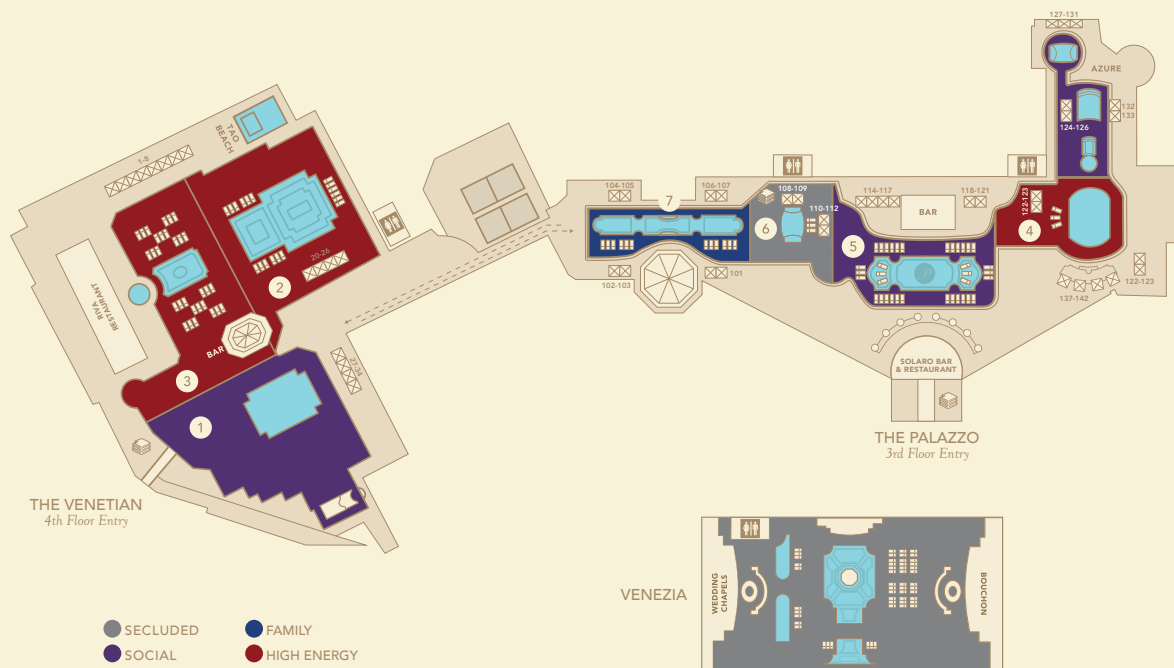 127-131
AZURE
132
133
124-126
TAO
BEACH
1-8
104-105
106-107
108-109
110-112
114-117
118-121
122-123
BAR
7
6
5
4
101
102-103
122-123
137-142
20-26
2
RIVA
RESTAURANT
BAR
3
27-34
1
SOLARO BAR
& RESTAURANT
THE PALAZZO
3rd Floor Entry
THE VENETIAN
4th Floor Entry
VENEZIA
WEDDING
CHAPELS
BOUCHON
SECLUDED
FAMILY
SOCIAL
HIGH ENERGY